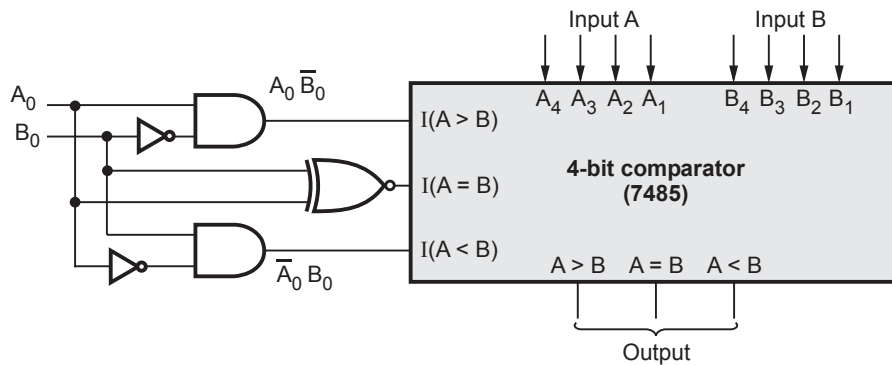 Input A Input B
A₀ B̅₀
A₀
B₀
A₄ A₃ A₂ A₁ B₄ B₃ B₂ B₁
I(A > B)
4-bit comparator
(7485)
I(A = B)
I(A < B)
A̅₀ B₀
A > B A = B A < B
Output